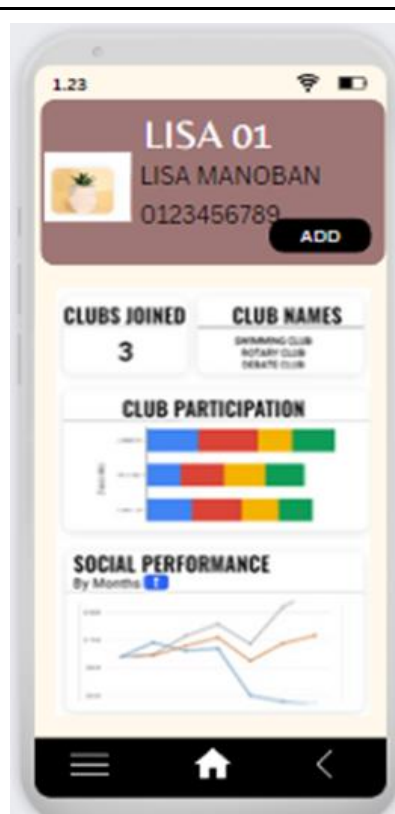 1.23
LISA 01
LISA MANOBAN
0123456789
ADD
CLUBS JOINED
3
CLUB NAMES
SWIMMING CLUB
ROTARY CLUB
DEBATE CLUB
CLUB PARTICIPATION
SOCIAL PERFORMANCE
By Months